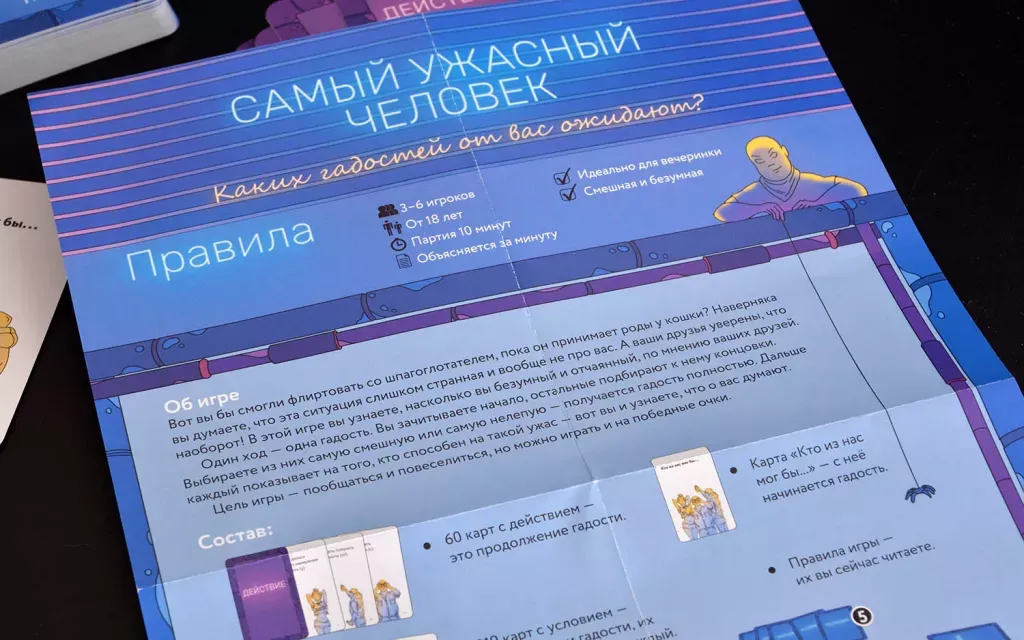 ДЕЙСТВ
САМЫЙ УЖАСНЫЙ
ЧЕЛОВЕК
Каких гадостей от вас ожидают?
Правила
3–6 игроков
От 18 лет
Партия 10 минут
Объясняется за минуту
Идеально для вечеринки
Смешная и безумная
бы...
Об игре
Вот вы бы смогли флиртовать со шпагоглотателем, пока он принимает роды у кошки? Наверняка
вы думаете, что эта ситуация слишком странная и вообще не про вас. А ваши друзья уверены, что
наоборот! В этой игре вы узнаете, насколько вы безумный и отчаянный, по мнению ваших друзей.
Один ход — одна гадость. Вы зачитываете начало, остальные подбирают к нему концовки.
Выбираете из них самую смешную или самую нелепую — получается гадость полностью. Дальше
каждый показывает на того, кто способен на такой ужас — вот вы и узнаете, что о вас думают.
Цель игры — пообщаться и повеселиться, но можно играть и на победные очки.
Состав:
ДЕЙСТВИЕ
• 60 карт с действием —
это продолжение гадости.
Кто из нас мог бы...
• Карта «Кто из нас
мог бы...» — с неё
начинается гадость.
• Правила игры —
их вы сейчас читаете.
карт с условием —
гадости, их
5